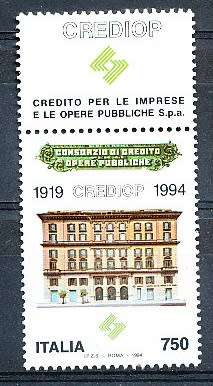 CREDIOP
CREDITO PER LE IMPRESE
E LE OPERE PUBBLICHE S.p.a.
CONSORZIO DI CREDITO
OPERE PUBBLICHE
1919 CREDIOP 1994
ITALIA 750
I.P.Z.S. - ROMA - 1994